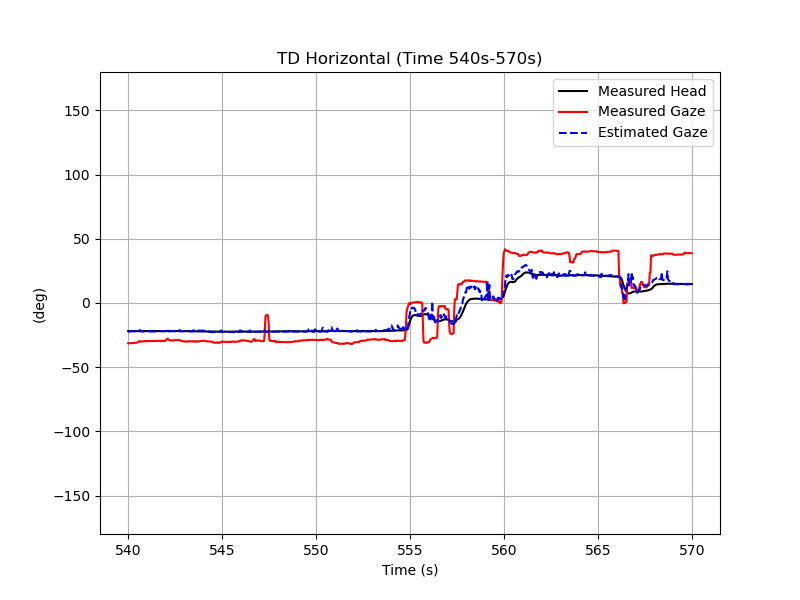 TD Horizontal (Time 540s-570s)
Measured Head
Measured Gaze
Estimated Gaze
150
100
50
0
−50
−100
−150
(deg)
540 545 550 555 560 565 570
Time (s)